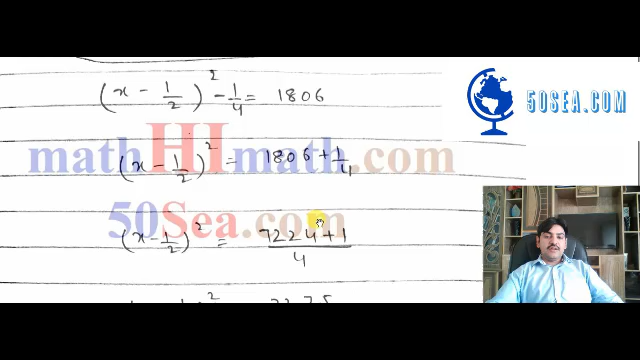 (x - 1/2)² - 1/4 = 1806
50SEA.COM
mathHImath.com
(x - 1/2)² = 1806 + 1/4
50Sea.com
(x - 1/2)² = 7224 + 1 / 4